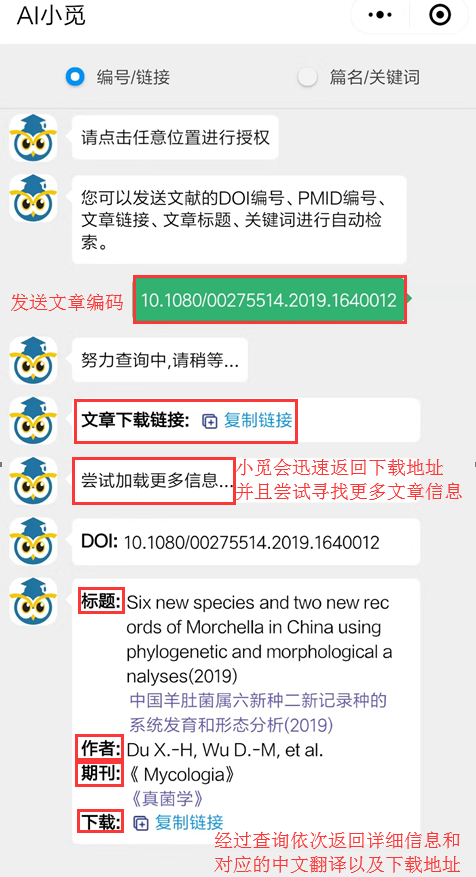 AI小觅
编号/链接 篇名/关键词
请点击任意位置进行授权
您可以发送文献的DOI编号、PMID编号、
文章链接、文章标题、关键词进行自动检
索。
发送文章编码 10.1080/00275514.2019.1640012
努力查询中,请稍等...
文章下载链接: 复制链接
尝试加载更多信息...
小觅会迅速返回下载地址
并且尝试寻找更多文章信息
DOI: 10.1080/00275514.2019.1640012
标题: Six new species and two new rec
ords of Morchella in China using
phylogenetic and morphological a
nalyses(2019)
中国羊肚菌属六新种二新记录种的
系统发育和形态分析(2019)
作者: Du X.-H, Wu D.-M, et al.
期刊: 《 Mycologia》
《真菌学》
下载: 复制链接
经过查询依次返回详细信息和
对应的中文翻译以及下载地址